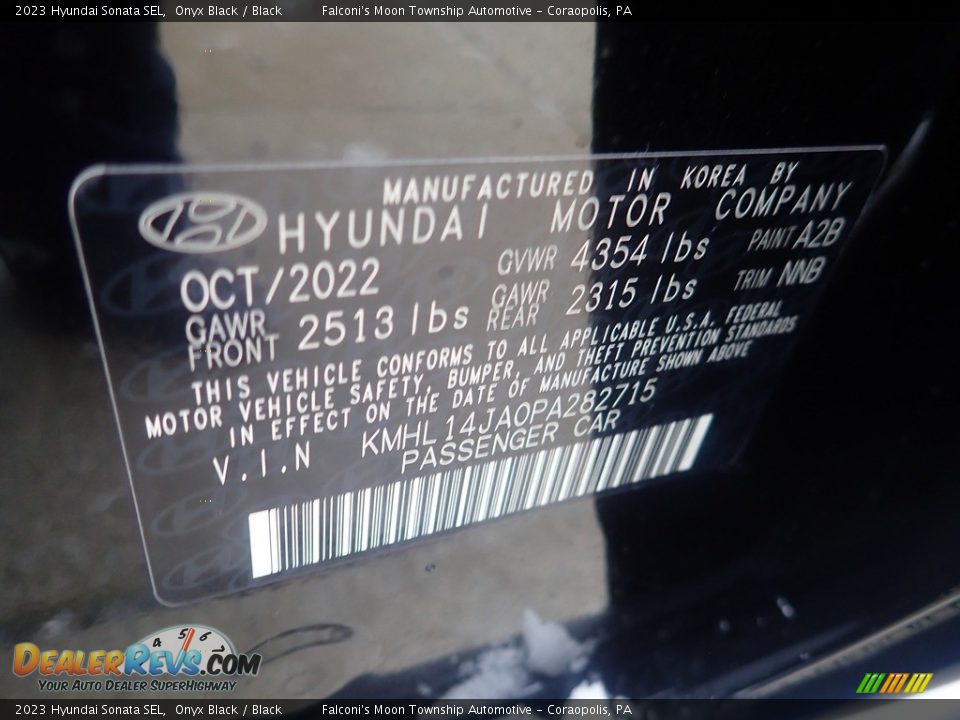 2023 Hyundai Sonata SEL, Onyx Black / Black Falconi's Moon Township Automotive - Coraopolis, PA
MANUFACTURED IN KOREA BY
HYUNDAI MOTOR COMPANY
OCT/2022 GVWR 4354 lbs PAINT A2B
GAWR FRONT 2513 lbs GAWR REAR 2315 lbs TRIM NNB
THIS VEHICLE CONFORMS TO ALL APPLICABLE U.S.A. FEDERAL
MOTOR VEHICLE SAFETY, BUMPER, AND THEFT PREVENTION STANDARDS
IN EFFECT ON THE DATE OF MANUFACTURE SHOWN ABOVE
V.I.N KMHL14JA0PA282715
PASSENGER CAR
4 5 6
DEALERREVS.COM
YOUR AUTO DEALER SUPERHIGHWAY
2023 Hyundai Sonata SEL, Onyx Black / Black Falconi's Moon Township Automotive - Coraopolis, PA